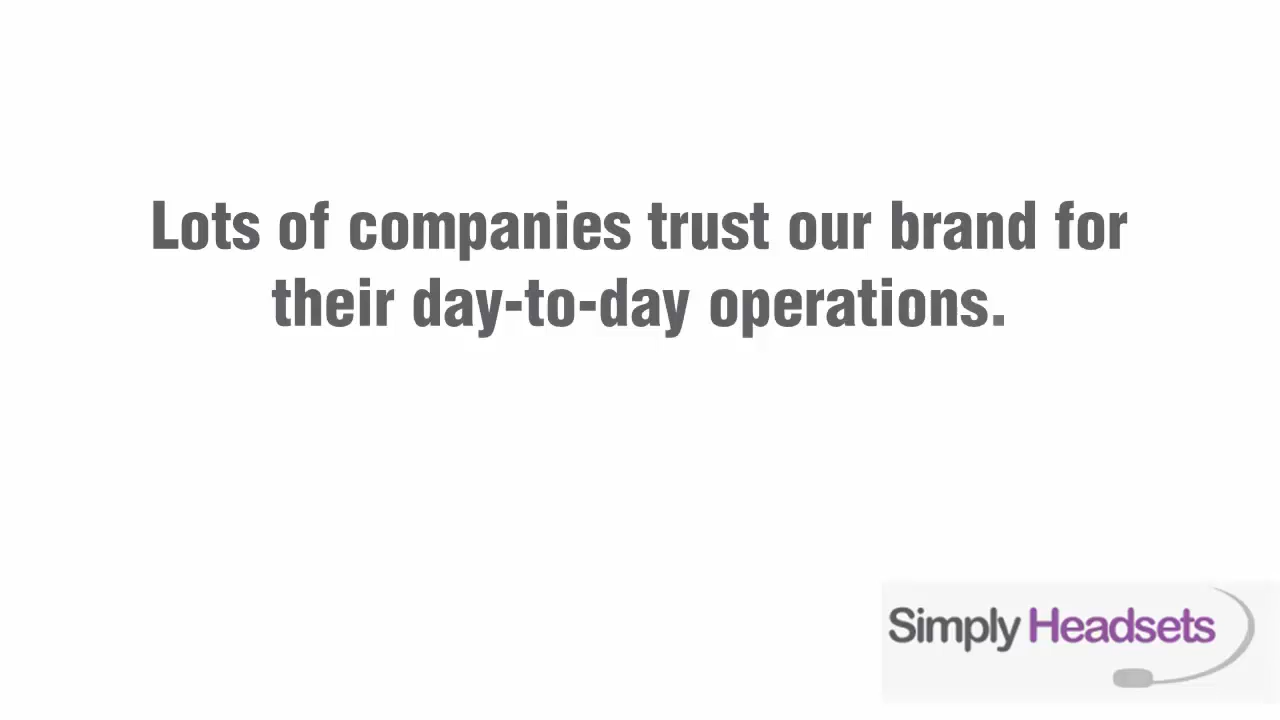 Lots of companies trust our brand for
their day-to-day operations.
Simply Headsets